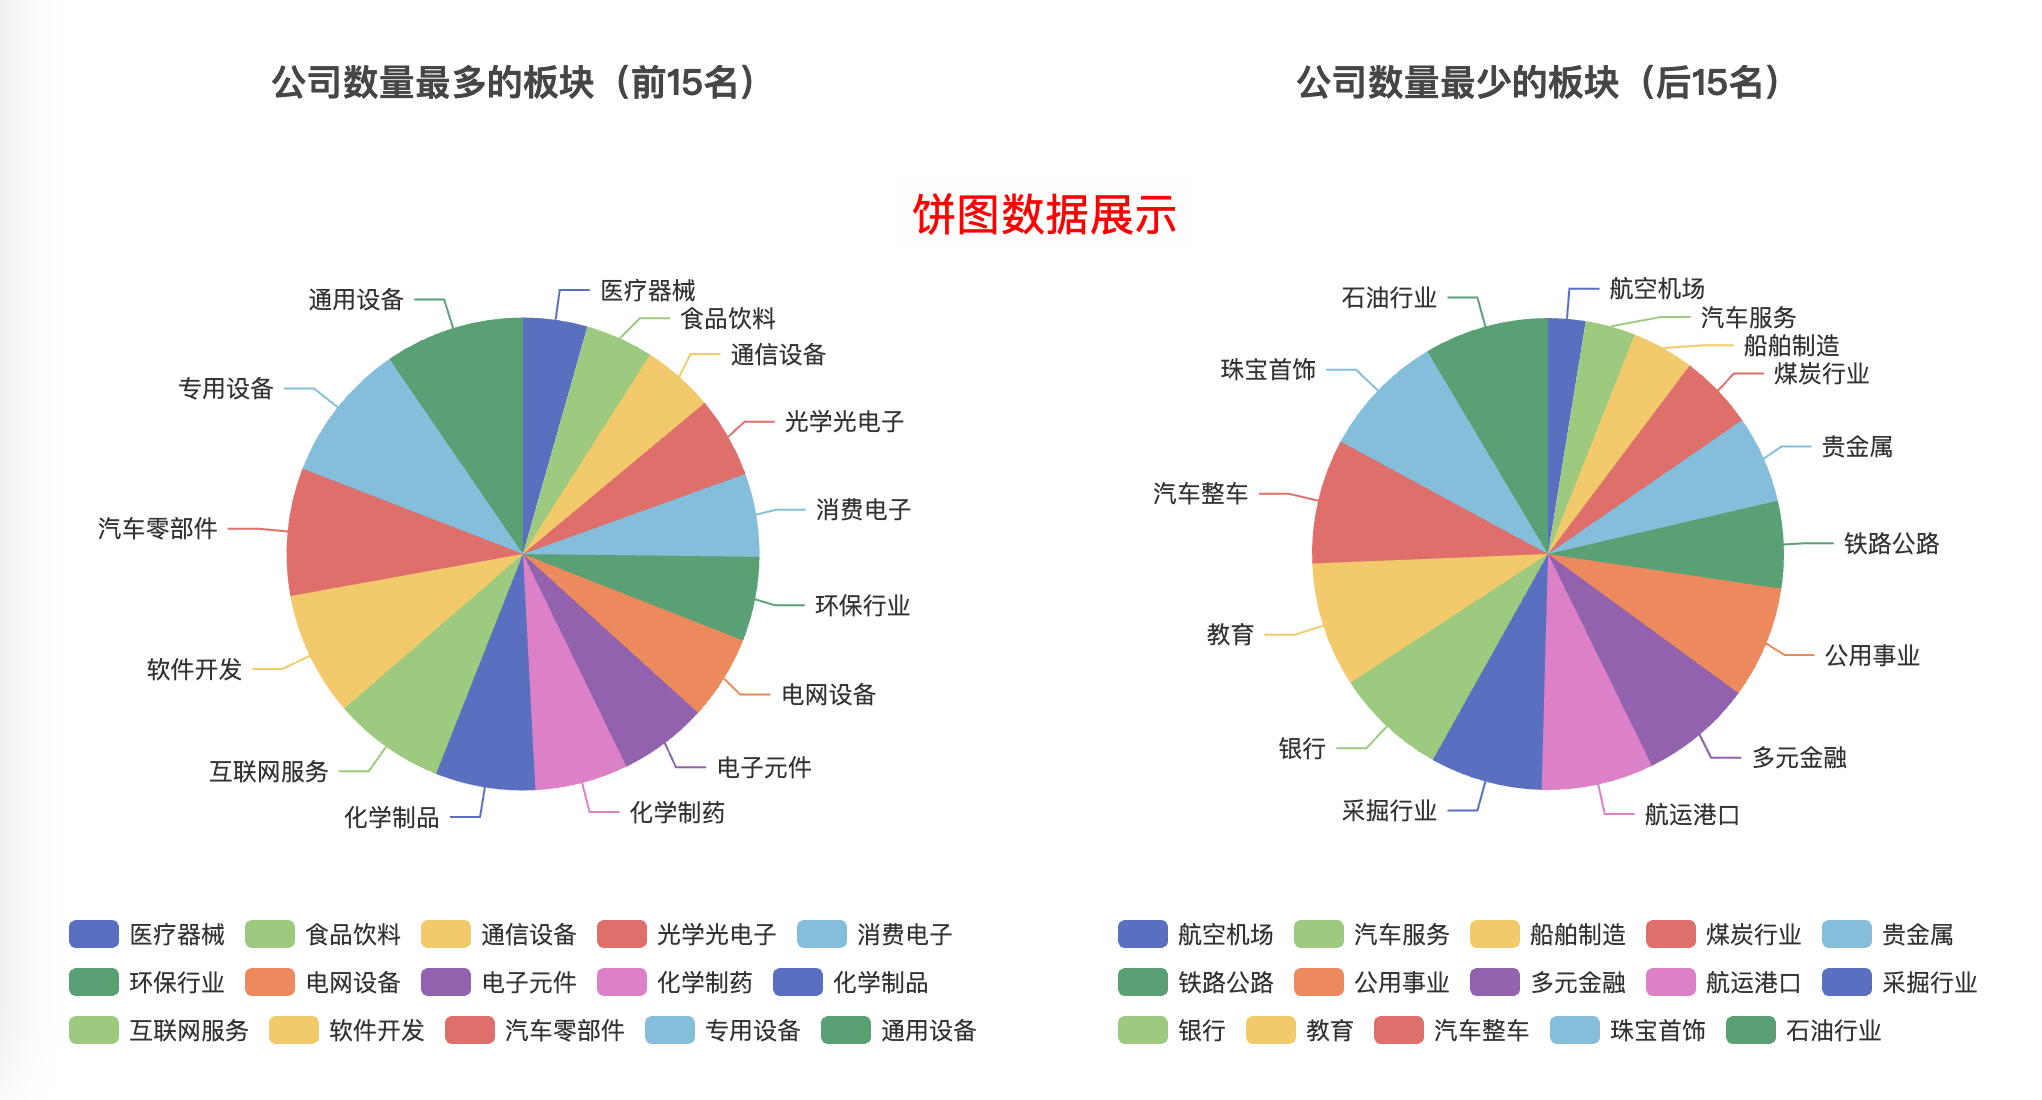 公司数量最多的板块（前15名）
公司数量最少的板块（后15名）
饼图数据展示
医疗器械
食品饮料
通信设备
光学光电子
消费电子
环保行业
电网设备
电子元件
化学制药
化学制品
互联网服务
软件开发
汽车零部件
专用设备
通用设备
航空机场
汽车服务
船舶制造
煤炭行业
贵金属
铁路公路
公用事业
多元金融
航运港口
采掘行业
银行
教育
汽车整车
珠宝首饰
石油行业
医疗器械 食品饮料 通信设备 光学光电子 消费电子
环保行业 电网设备 电子元件 化学制药 化学制品
互联网服务 软件开发 汽车零部件 专用设备 通用设备
航空机场 汽车服务 船舶制造 煤炭行业 贵金属
铁路公路 公用事业 多元金融 航运港口 采掘行业
银行 教育 汽车整车 珠宝首饰 石油行业